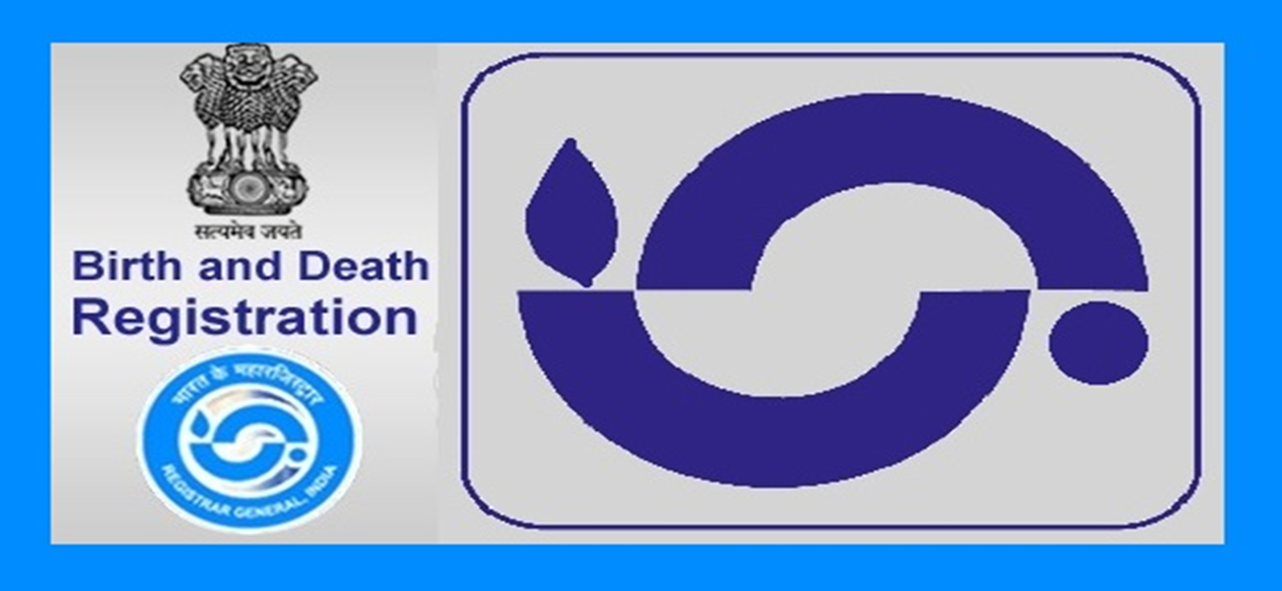 सत्यमेव जयते
Birth and Death
Registration
भारत के महारजिस्ट्रार
REGISTRAR GENERAL, INDIA